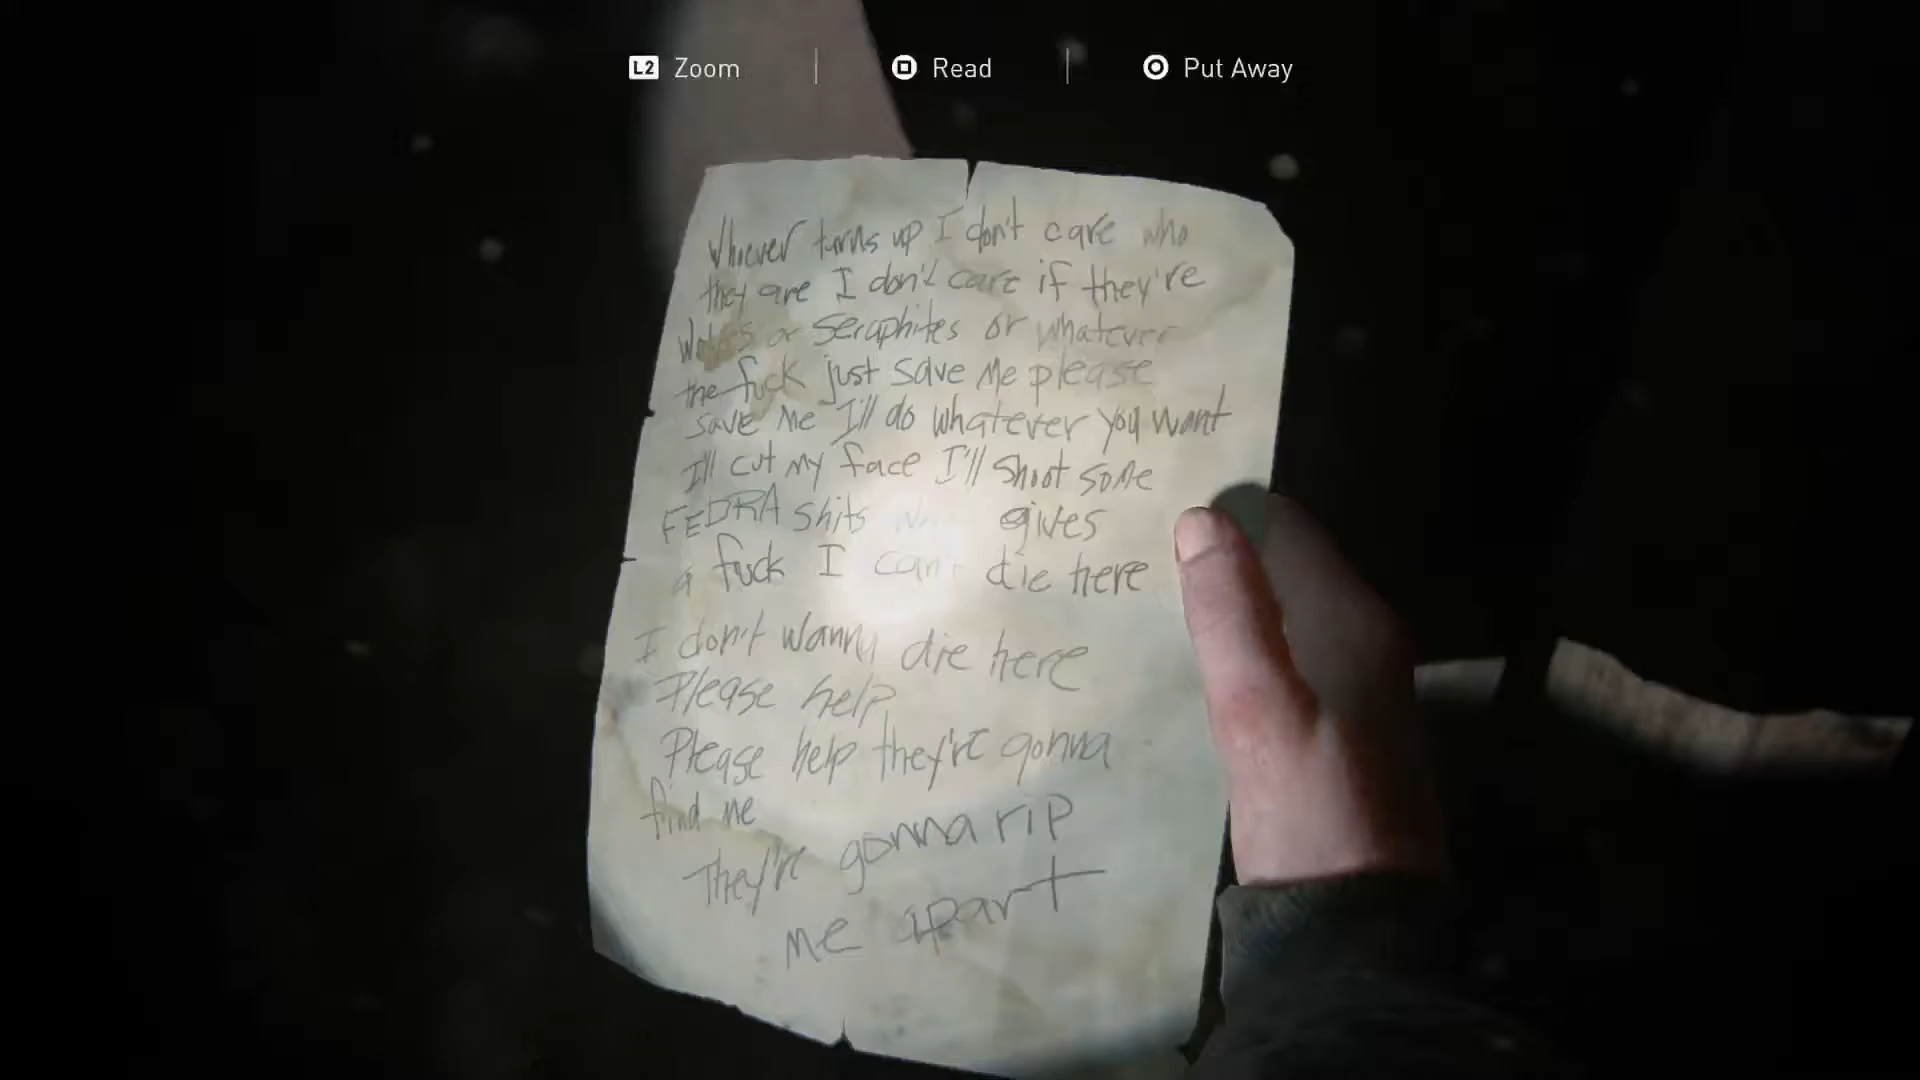 L2 Zoom | Read | Put Away
Whoever turns up I don't care who
they are I don't care if they're
Wolves or Seraphites or whatever
the fuck just save me please
save me I'll do whatever you want
I'll cut my face I'll shoot some
FEDRA shits who gives
a fuck I can't die here
I don't wanna die here
Please help
Please help they're gonna
find me
They're gonna rip
me apart